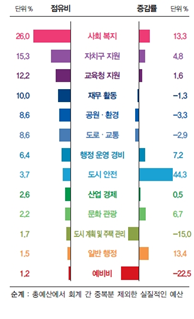 단위 % 점유비 증감률 단위 %
26.0 사회 복지 13.3
15.3 자치구 지원 4.8
12.2 교육청 지원 1.6
10.0 재무 활동 −1.3
8.6 공원·환경 −3.3
8.6 도로·교통 −2.9
6.4 행정 운영 경비 7.2
3.7 도시 안전 44.3
2.6 산업 경제 0.5
2.2 문화 관광 6.7
1.7 도시 계획 및 주택 관리 −15.0
1.5 일반 행정 13.4
1.2 예비비 −22.5
순계 : 총예산에서 회계 간 중복분 제외한 실질적인 예산